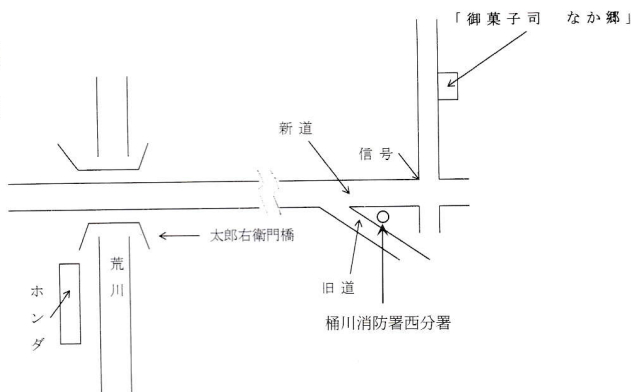 「御菓子司　なか郷」
新道
信号
太郎右衛門橋
荒川
ホンダ
旧道
桶川消防署西分署